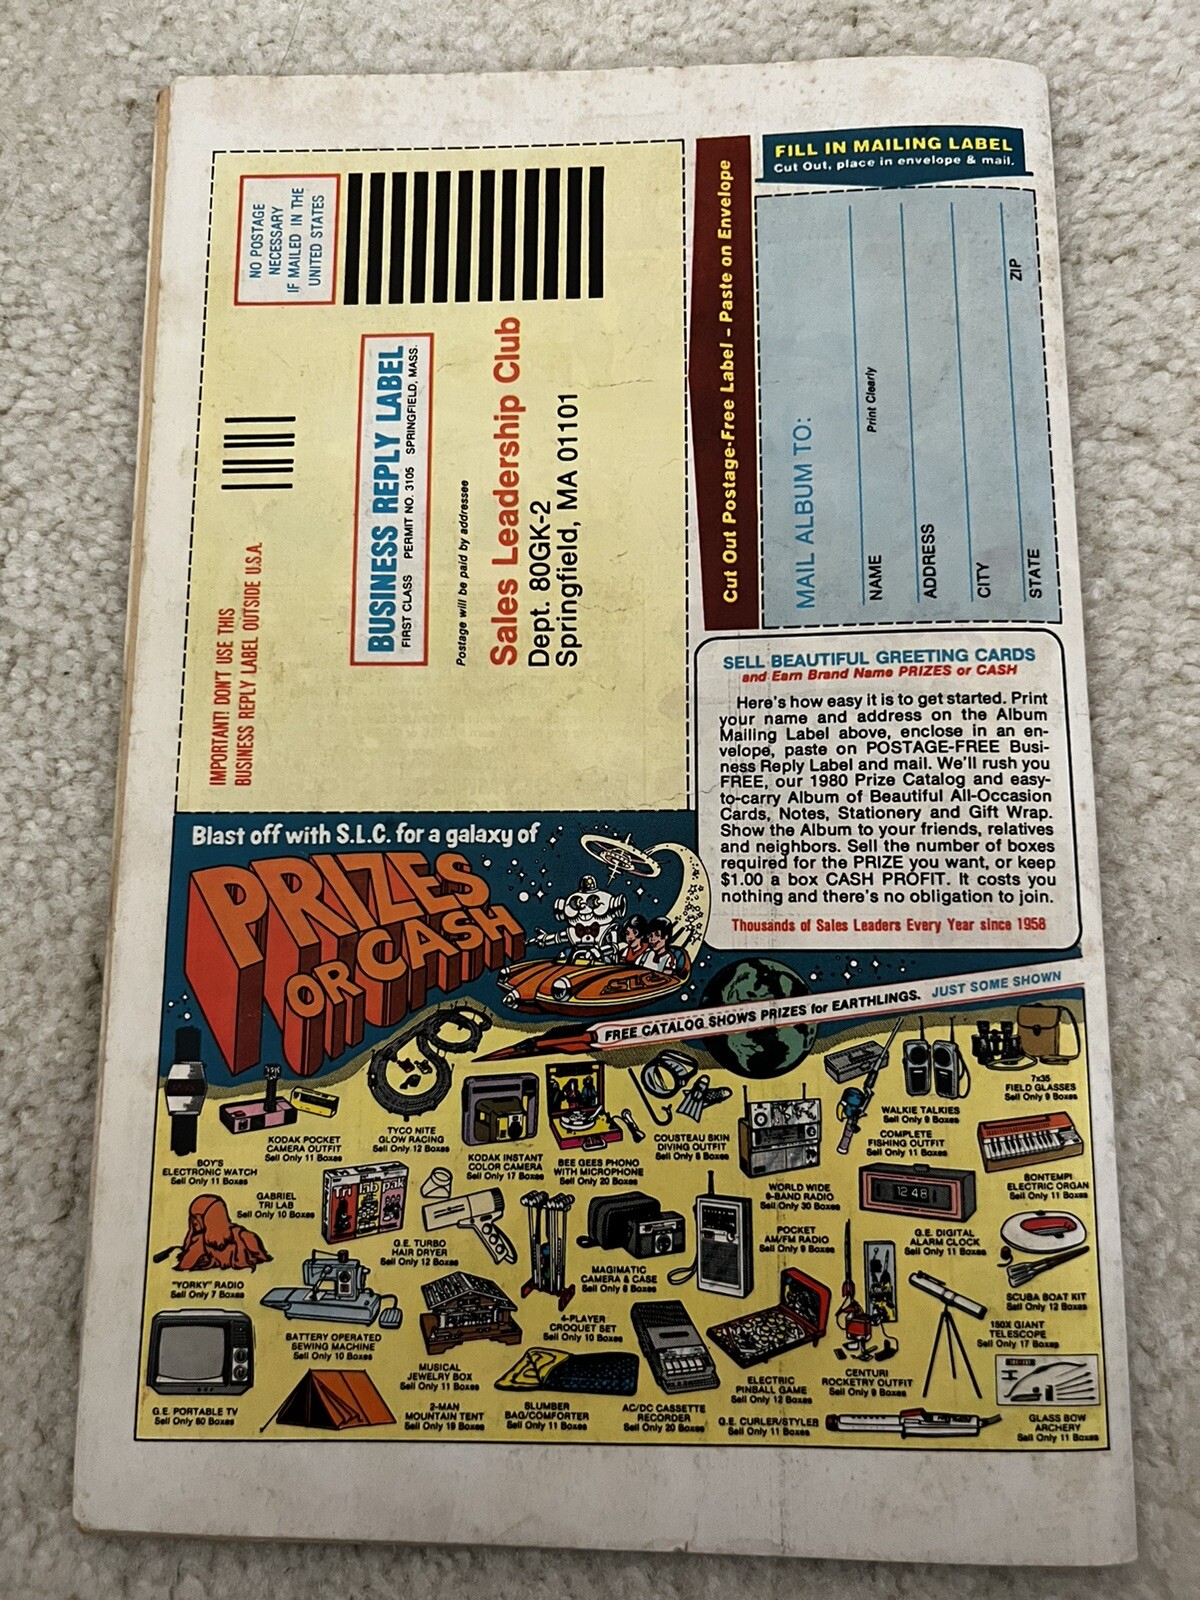 NO POSTAGE
NECESSARY
IF MAILED IN THE
UNITED STATES
IMPORTANT! DON'T USE THIS
BUSINESS REPLY LABEL OUTSIDE U.S.A.
BUSINESS REPLY LABEL
FIRST CLASS PERMIT NO. 3105 SPRINGFIELD, MASS.
Postage will be paid by addressee
Sales Leadership Club
Dept. 80GK-2
Springfield, MA 01101
Cut Out Postage-Free Label – Paste on Envelope
FILL IN MAILING LABEL
Cut Out, place in envelope & mail.
MAIL ALBUM TO:
Print Clearly
NAME
ADDRESS
CITY
STATE
ZIP
SELL BEAUTIFUL GREETING CARDS
and Earn Brand Name PRIZES or CASH
Here's how easy it is to get started. Print
your name and address on the Album
Mailing Label above, enclose in an en-
velope, paste on POSTAGE-FREE Busi-
ness Reply Label and mail. We'll rush you
FREE, our 1980 Prize Catalog and easy-
to-carry Album of Beautiful All-Occasion
Cards, Notes, Stationery and Gift Wrap.
Show the Album to your friends, relatives
and neighbors. Sell the number of boxes
required for the PRIZE you want, or keep
$1.00 a box CASH PROFIT. It costs you
nothing and there's no obligation to join.
Thousands of Sales Leaders Every Year since 1958
Blast off with S.L.C. for a galaxy of
PRIZES
OR CASH
SLC
FREE CATALOG SHOWS PRIZES for EARTHLINGS. JUST SOME SHOWN
BOY'S
ELECTRONIC WATCH
Sell Only 11 Boxes
KODAK POCKET
CAMERA OUTFIT
Sell Only 11 Boxes
TYCO NITE
GLOW RACING
Sell Only 12 Boxes
KODAK INSTANT
COLOR CAMERA
Sell Only 17 Boxes
BEE GEES PHONO
WITH MICROPHONE
Sell Only 20 Boxes
COUSTEAU SKIN
DIVING OUTFIT
Sell Only 8 Boxes
WORLD WIDE
9-BAND RADIO
Sell Only 30 Boxes
COMPLETE
FISHING OUTFIT
Sell Only 11 Boxes
WALKIE TALKIES
Sell Only 9 Boxes
7x35
FIELD GLASSES
Sell Only 9 Boxes
BONTEMPI
ELECTRIC ORGAN
Sell Only 11 Boxes
"YORKY" RADIO
Sell Only 7 Boxes
GABRIEL
TRI LAB
Sell Only 10 Boxes
Tri lab pak
G.E. TURBO
HAIR DRYER
Sell Only 12 Boxes
4-PLAYER
CROQUET SET
Sell Only 10 Boxes
MAGIMATIC
CAMERA & CASE
Sell Only 8 Boxes
POCKET
AM/FM RADIO
Sell Only 9 Boxes
12 48
G.E. DIGITAL
ALARM CLOCK
Sell Only 11 Boxes
SCUBA BOAT KIT
Sell Only 12 Boxes
G.E. PORTABLE TV
Sell Only 60 Boxes
BATTERY OPERATED
SEWING MACHINE
Sell Only 10 Boxes
MUSICAL
JEWELRY BOX
Sell Only 11 Boxes
2-MAN
MOUNTAIN TENT
Sell Only 19 Boxes
SLUMBER
BAG/COMFORTER
Sell Only 11 Boxes
AC/DC CASSETTE
RECORDER
Sell Only 20 Boxes
ELECTRIC
PINBALL GAME
Sell Only 12 Boxes
CENTURI
ROCKETRY OUTFIT
Sell Only 9 Boxes
150X GIANT
TELESCOPE
Sell Only 17 Boxes
G.E. CURLER/STYLER
Sell Only 11 Boxes
GLASS BOW
ARCHERY
Sell Only 11 Boxes